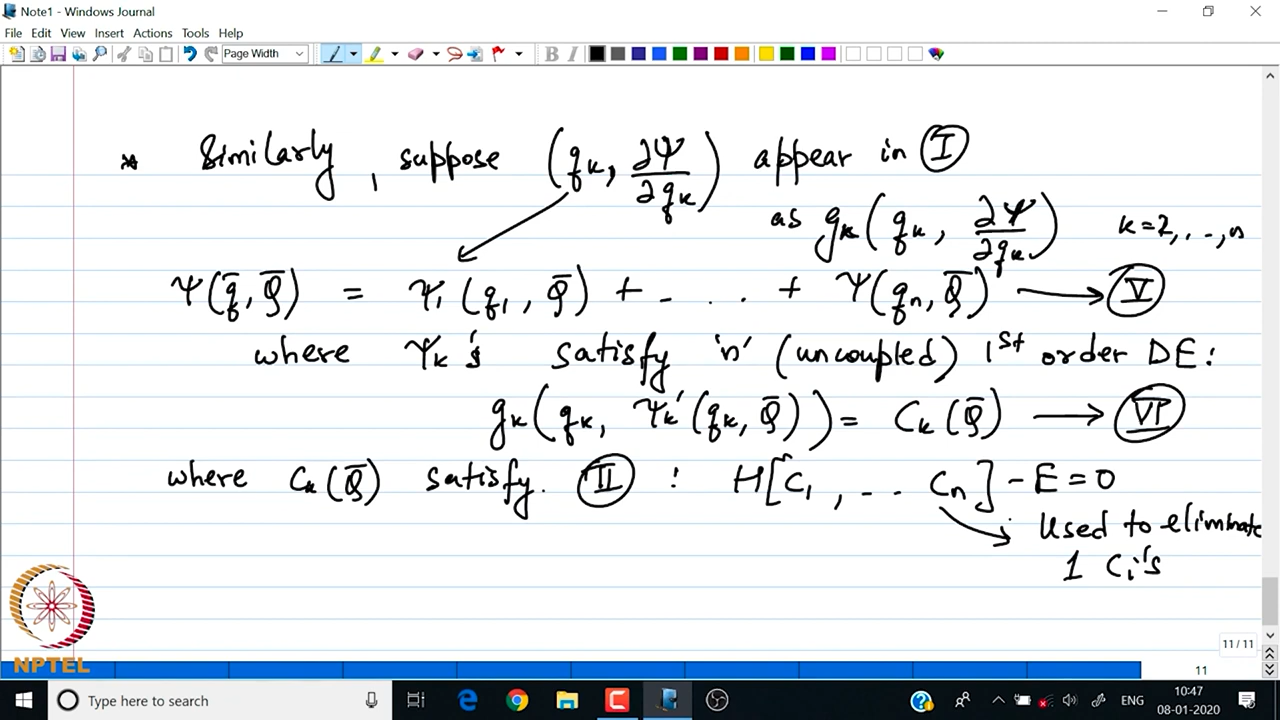 Note1 - Windows Journal
File Edit View Insert Actions Tools Help
Page Width
* Similarly, suppose (qₖ, ∂Ψ/∂qₖ) appear in Ⓘ
as gₖ(qₖ, ∂Ψ/∂qₖ) k = 2, . . , n
Ψ(q̄, Q̄) = Ψ₁(q₁, Q̄) + - . . . + Ψ(qₙ, Q̄) → Ⅴ
where Ψₖ's satisfy 'n' (uncoupled) 1st order DE :
gₖ(qₖ, Ψₖ'(qₖ, Q̄)) = Cₖ(Q̄) → Ⅵ
where Cₖ(Q̄) satisfy. Ⅱ : H[C₁, . . . Cₙ] - E = 0
Used to eliminate
1 Cᵢ's
NPTEL
11 / 11
11
Type here to search
ENG
10:47
08-01-2020